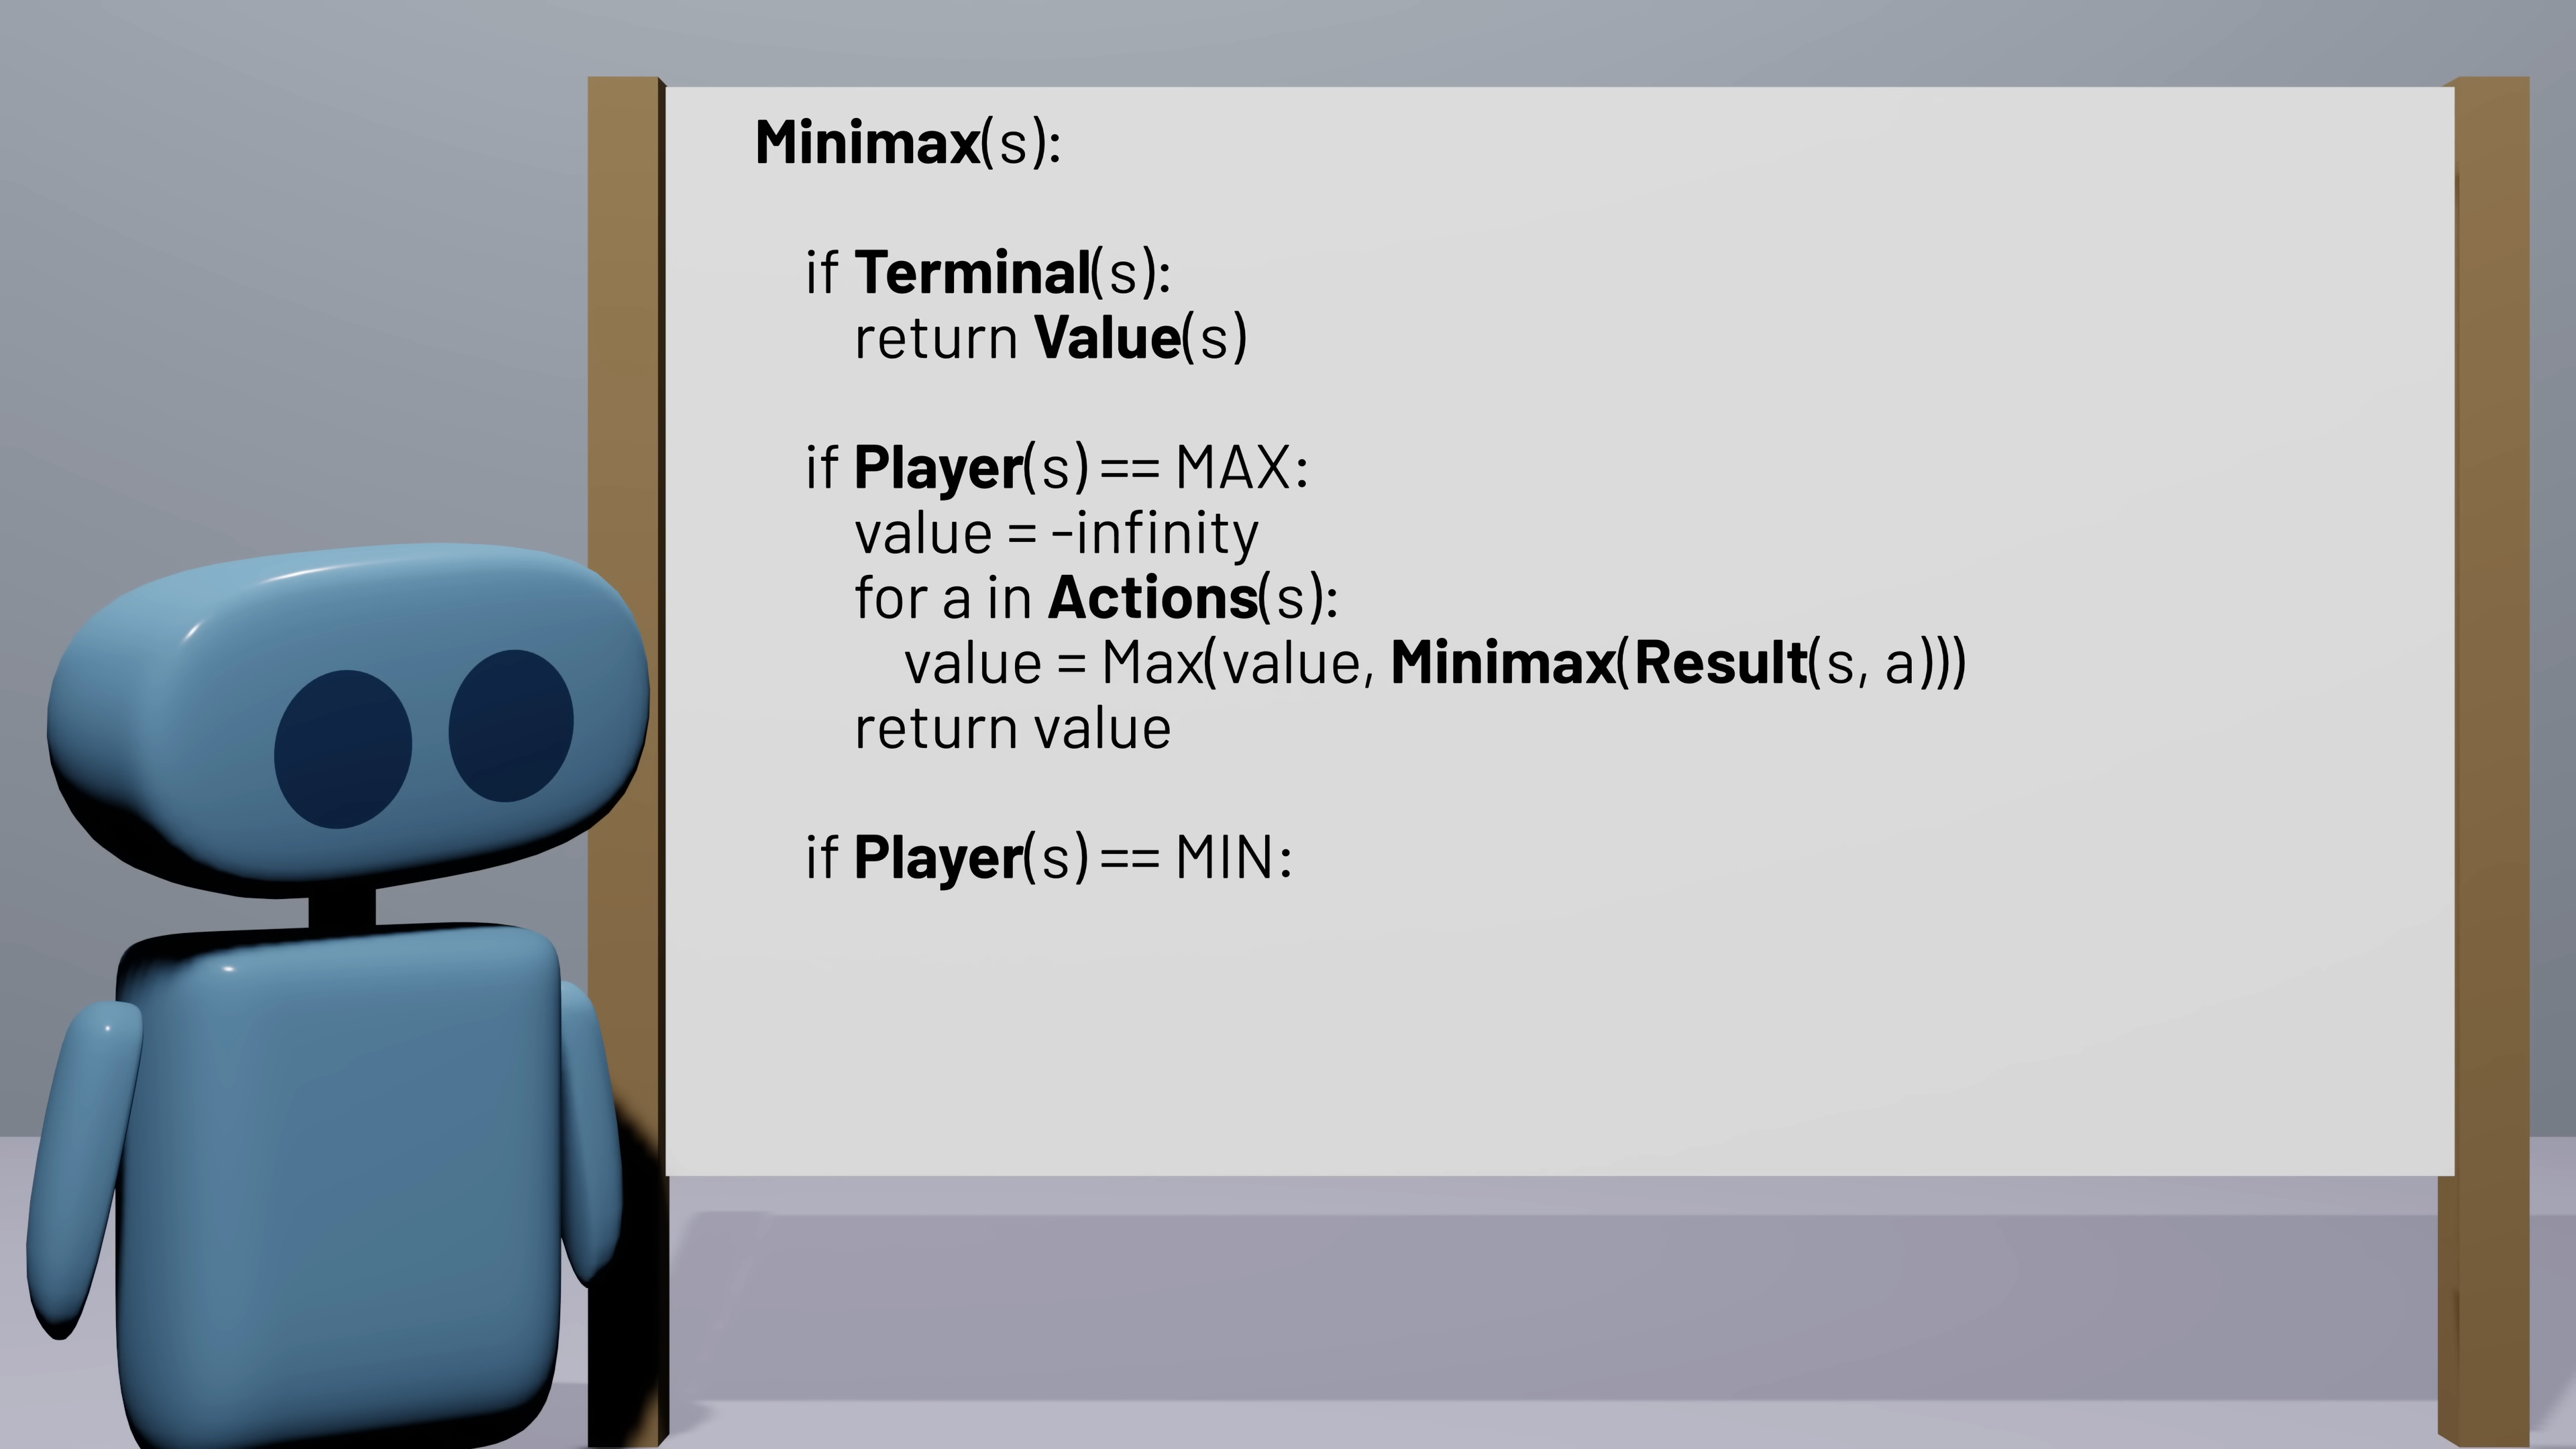 Minimax(s):
if Terminal(s):
return Value(s)
if Player(s) == MAX:
value = -infinity
for a in Actions(s):
value = Max(value, Minimax(Result(s, a)))
return value
if Player(s) == MIN: